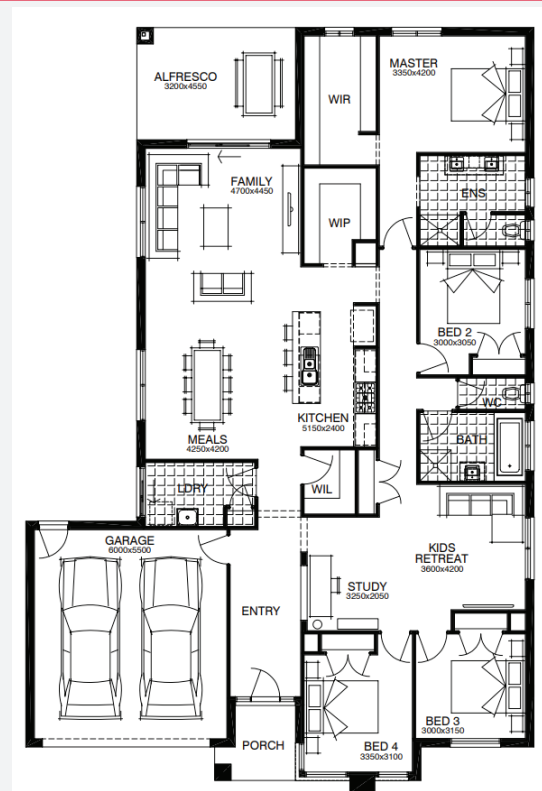 MASTER
3350x4200
ALFRESCO
3200x4550
WIR
FAMILY
4700x4450
ENS
WIP
BED 2
3000x3050
WC
KITCHEN
5150x2400
MEALS
4250x4200
BATH
LDRY
WIL
GARAGE
6000x5500
KIDS
RETREAT
3600x4200
STUDY
3250x2050
ENTRY
BED 3
3000x3150
PORCH
BED 4
3350x3100